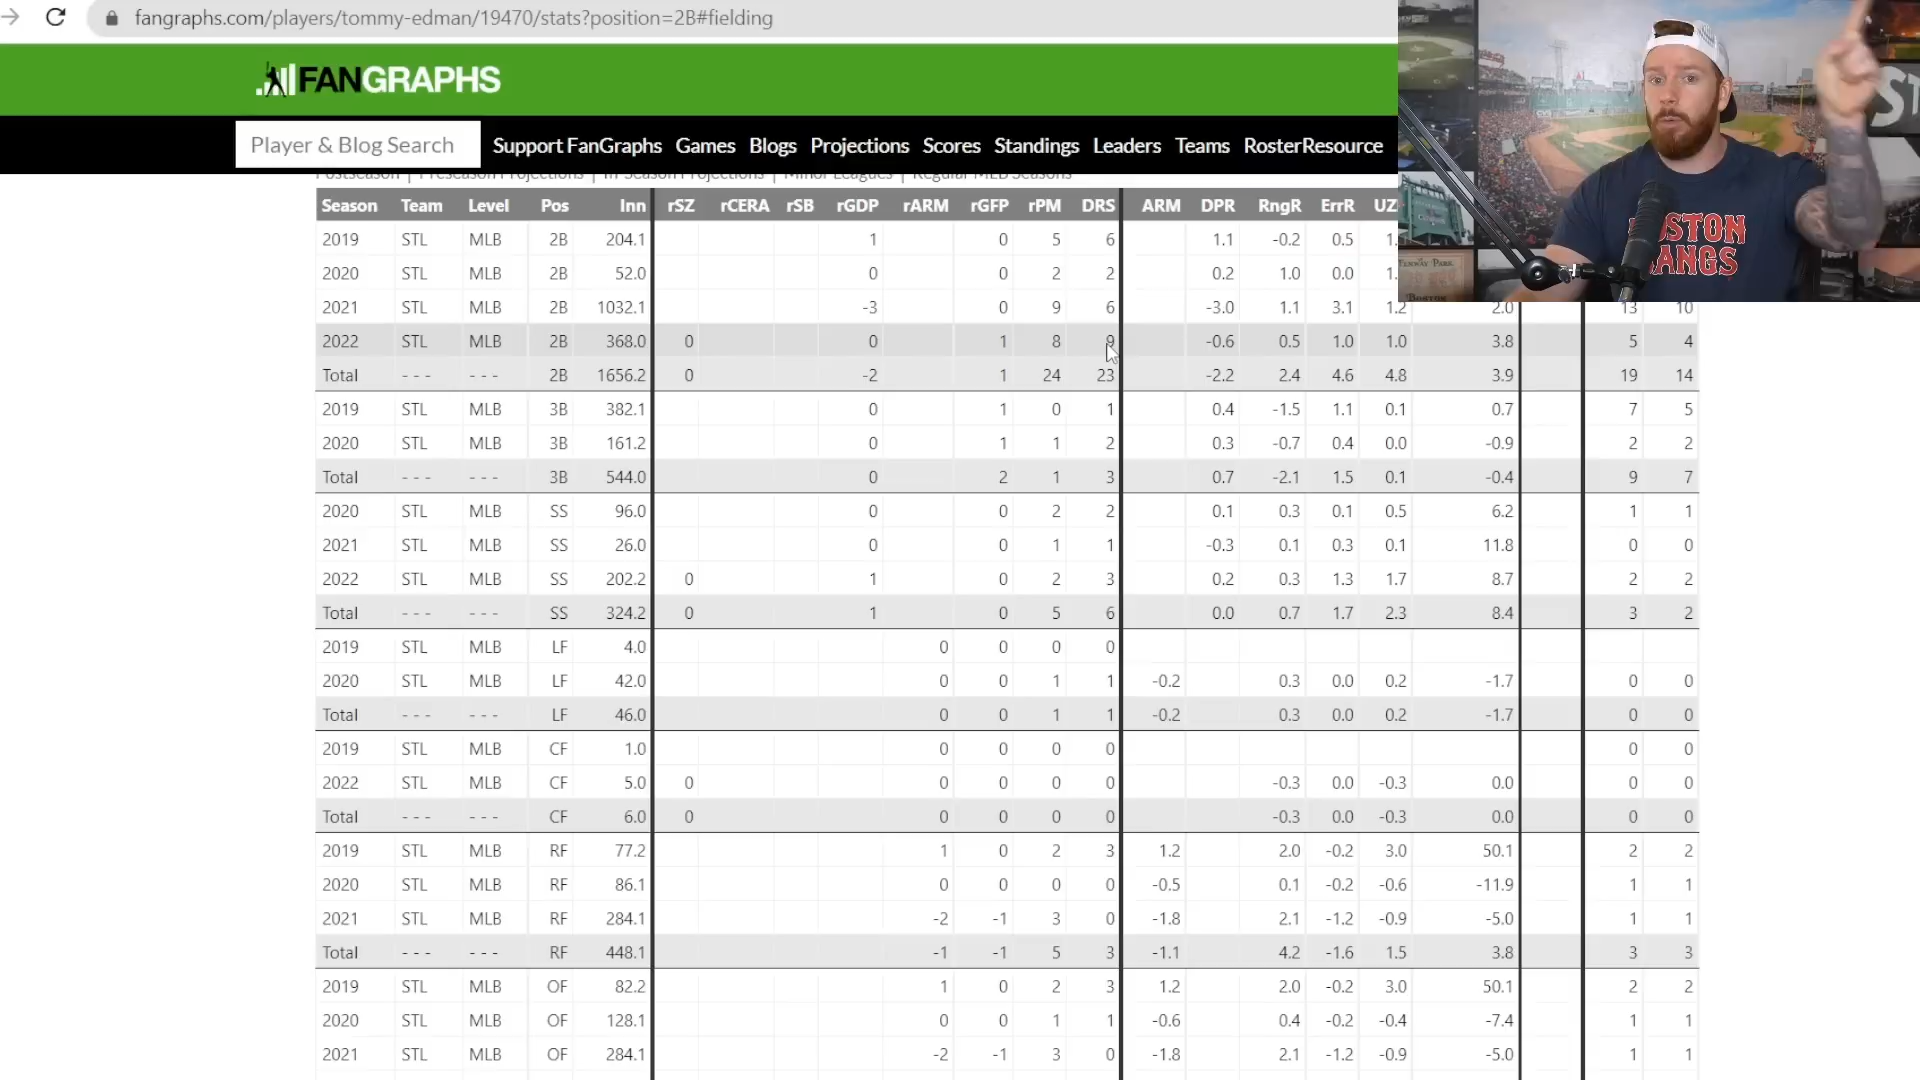 fangraphs.com/players/tommy-edman/19470/stats?position=2B#fielding
FANGRAPHS
Player & Blog Search Support FanGraphs Games Blogs Projections Scores Standings Leaders Teams RosterResource
Postseason | Preseason Projections | In Season Projections | Minor Leagues | Regular MLB Seasons
Season Team Level Pos Inn rSZ rCERA rSB rGDP rARM rGFP rPM DRS ARM DPR RngR ErrR
2019 STL MLB 2B 204.1 1 0 5 6 1.1 -0.2 0.5
2020 STL MLB 2B 52.0 0 0 2 2 0.2 1.0 0.0
2021 STL MLB 2B 1032.1 -3 0 9 6 -3.0 1.1 3.1 1.2 2.0 13 10
2022 STL MLB 2B 368.0 0 0 1 8 9 -0.6 0.5 1.0 1.0 3.8 5 4
Total - - - - - - 2B 1656.2 0 -2 1 24 23 -2.2 2.4 4.6 4.8 3.9 19 14
2019 STL MLB 3B 382.1 0 1 0 1 0.4 -1.5 1.1 0.1 0.7 7 5
2020 STL MLB 3B 161.2 0 1 1 2 0.3 -0.7 0.4 0.0 -0.9 2 2
Total - - - - - - 3B 544.0 0 2 1 3 0.7 -2.1 1.5 0.1 -0.4 9 7
2020 STL MLB SS 96.0 0 0 2 2 0.1 0.3 0.1 0.5 6.2 1 1
2021 STL MLB SS 26.0 0 0 1 1 -0.3 0.1 0.3 0.1 11.8 0 0
2022 STL MLB SS 202.2 0 1 0 2 3 0.2 0.3 1.3 1.7 8.7 2 2
Total - - - - - - SS 324.2 0 1 0 5 6 0.0 0.7 1.7 2.3 8.4 3 2
2019 STL MLB LF 4.0 0 0 0 0
2020 STL MLB LF 42.0 0 0 1 1 -0.2 0.3 0.0 0.2 -1.7 0 0
Total - - - - - - LF 46.0 0 0 1 1 -0.2 0.3 0.0 0.2 -1.7 0 0
2019 STL MLB CF 1.0 0 0 0 0 0 0
2022 STL MLB CF 5.0 0 0 0 0 0 -0.3 0.0 -0.3 0.0 0 0
Total - - - - - - CF 6.0 0 0 0 0 0 -0.3 0.0 -0.3 0.0 0 0
2019 STL MLB RF 77.2 1 0 2 3 1.2 2.0 -0.2 3.0 50.1 2 2
2020 STL MLB RF 86.1 0 0 0 0 -0.5 0.1 -0.2 -0.6 -11.9 1 1
2021 STL MLB RF 284.1 -2 -1 3 0 -1.8 2.1 -1.2 -0.9 -5.0 1 1
Total - - - - - - RF 448.1 -1 -1 5 3 -1.1 4.2 -1.6 1.5 3.8 3 3
2019 STL MLB OF 82.2 1 0 2 3 1.2 2.0 -0.2 3.0 50.1 2 2
2020 STL MLB OF 128.1 0 0 1 1 -0.6 0.4 -0.2 -0.4 -7.4 1 1
2021 STL MLB OF 284.1 -2 -1 3 0 -1.8 2.1 -1.2 -0.9 -5.0 1 1